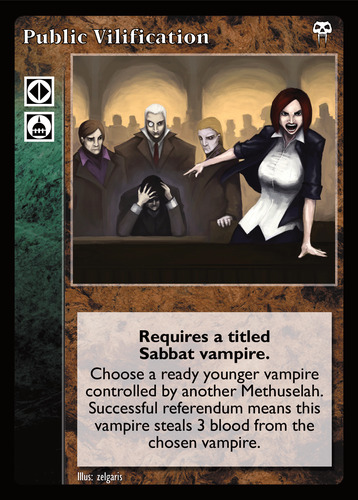 Public Vilification
Requires a titled
Sabbat vampire.
Choose a ready younger vampire
controlled by another Methuselah.
Successful referendum means this
vampire steals 3 blood from the
chosen vampire.
Illus: zelgaris